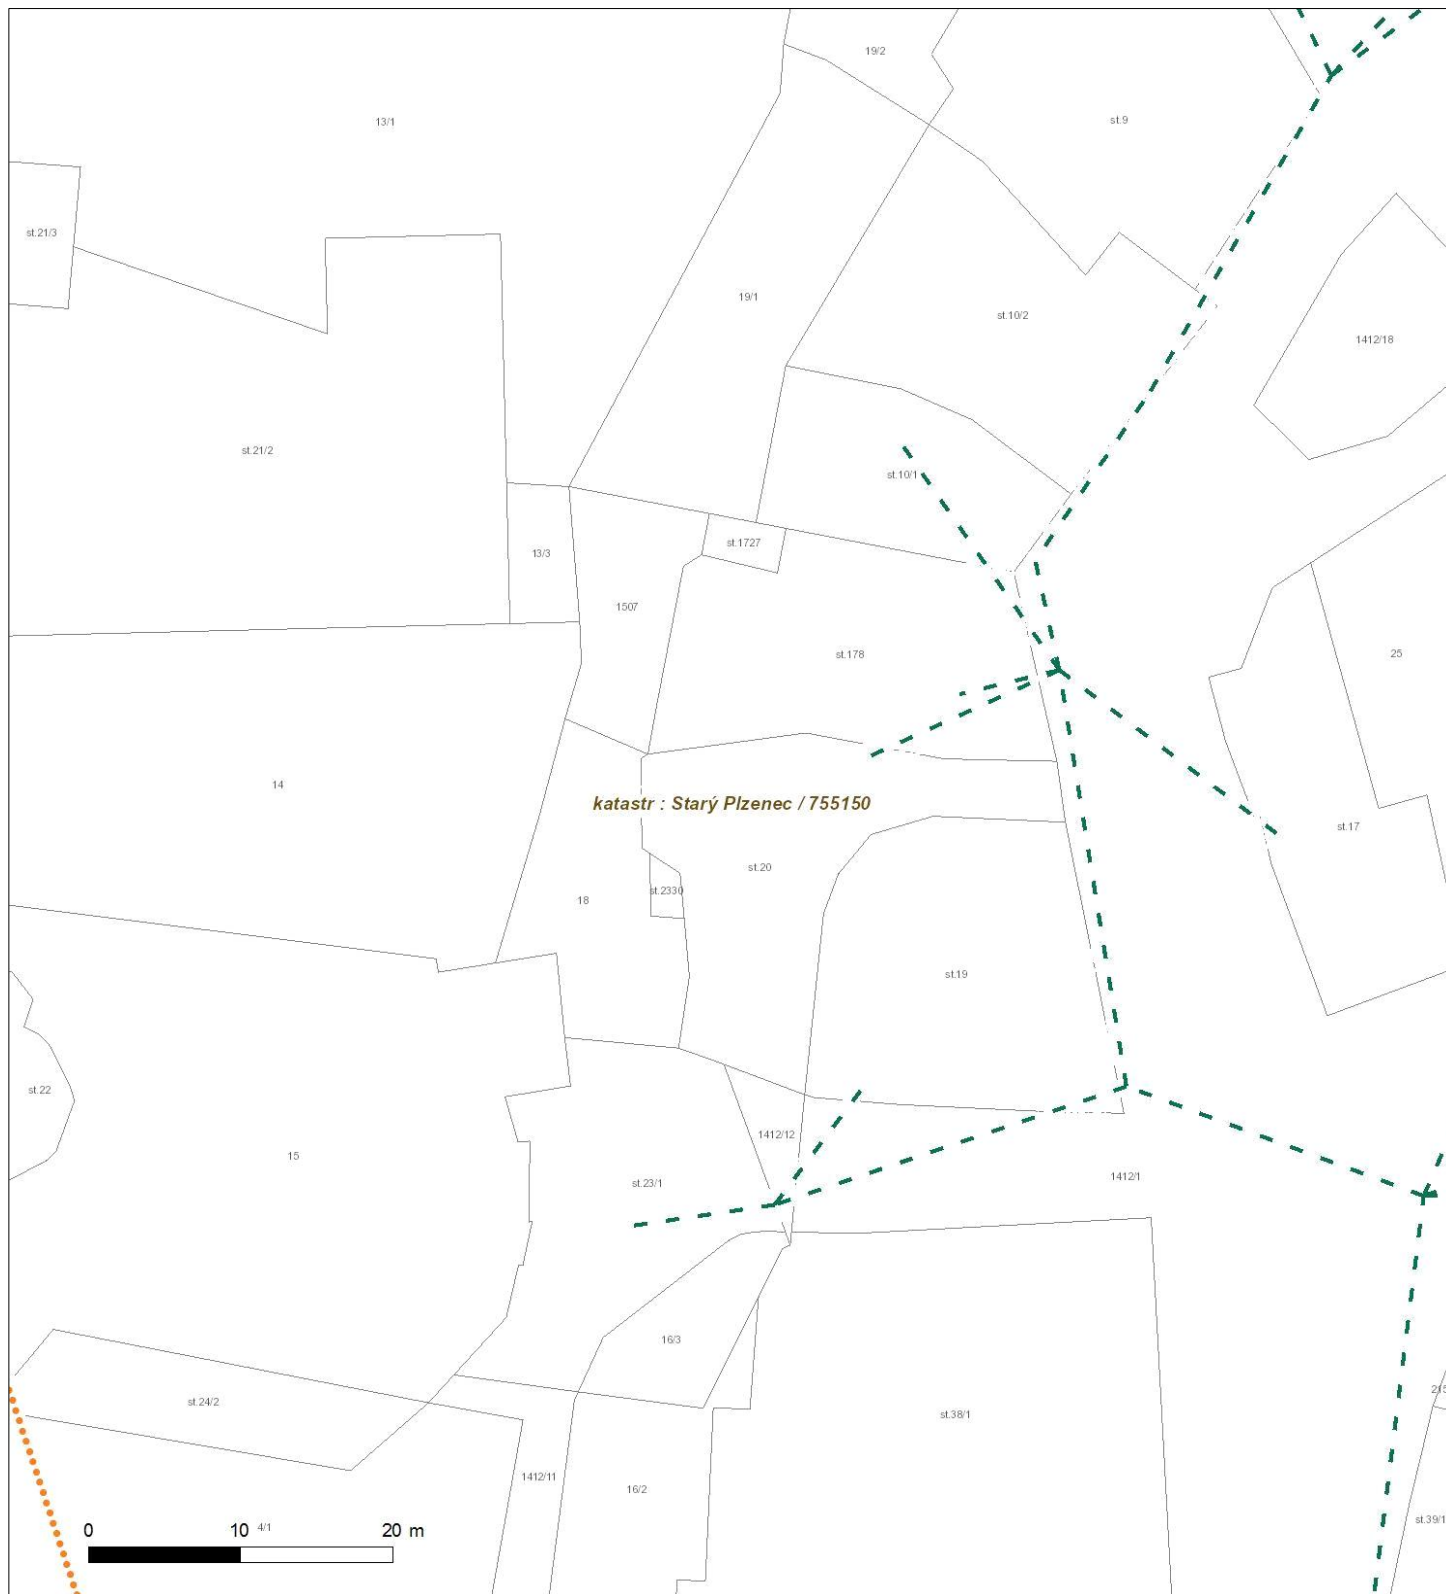 19/2
13/1
st.9
st.21/3
19/1
st.10/2
1412/18
st.21/2
st.10/1
st.1727
13/3
1507
st.178
25
14
katastr : Starý Plzenec / 755150
st.17
st.20
st.2330
18
st.19
st.22
1412/12
15
st.23/1
1412/1
16/3
st.24/2
st.38/1
1412/11
16/2
st.39/1
0 10 20 m
4/1